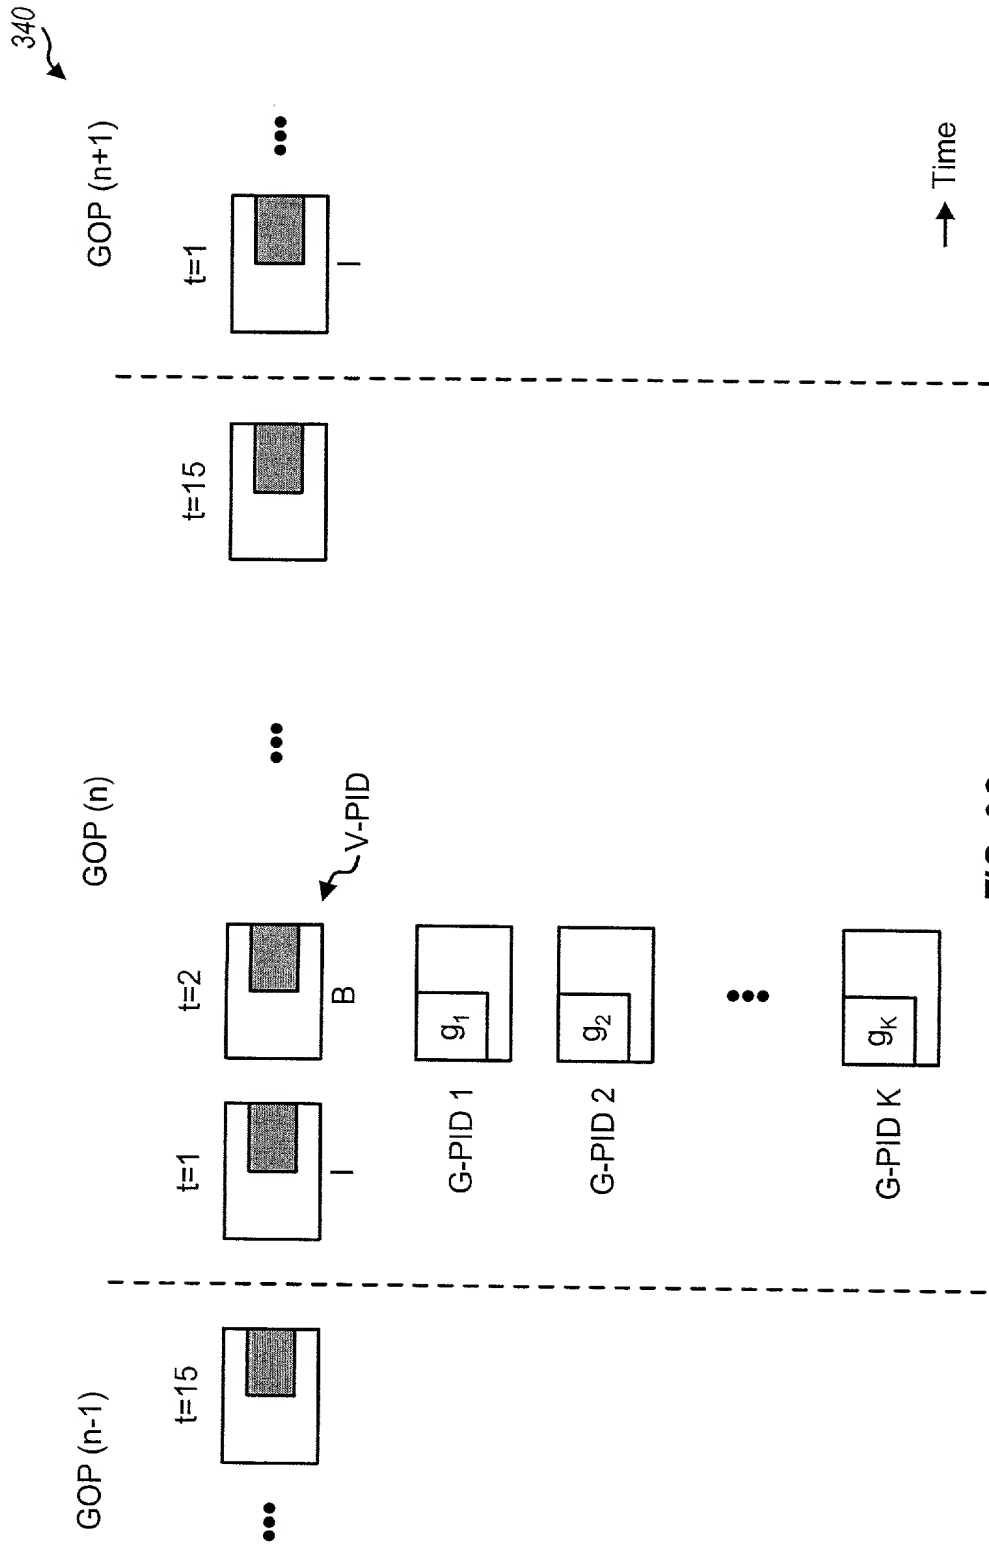 340
GOP (n-1)
GOP (n)
GOP (n+1)
t=15
t=1
t=2
t=15
t=1
I
B
I
V-PID
G-PID 1
g1
G-PID 2
g2
G-PID K
gK
Time